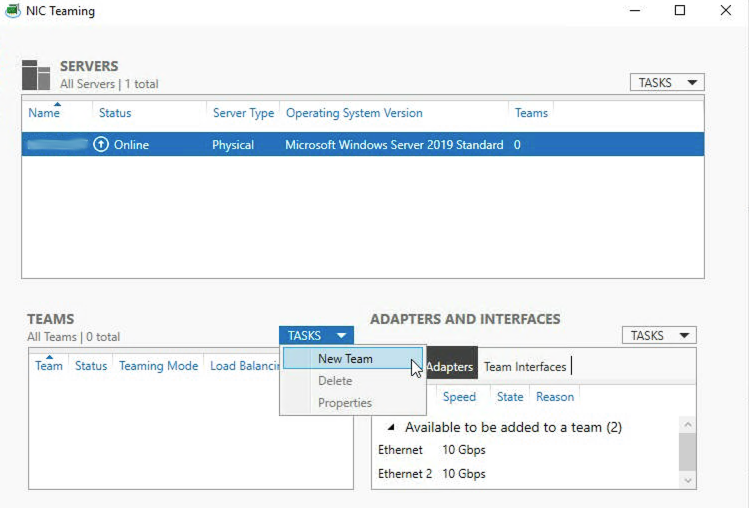 NIC Teaming
SERVERS
All Servers | 1 total
TASKS
Name Status Server Type Operating System Version Teams
Online Physical Microsoft Windows Server 2019 Standard 0
TEAMS
All Teams | 0 total
TASKS
New Team
Delete
Properties
Team Status Teaming Mode Load Balancin
ADAPTERS AND INTERFACES
TASKS
Adapters Team Interfaces
Speed State Reason
Available to be added to a team (2)
Ethernet 10 Gbps
Ethernet 2 10 Gbps